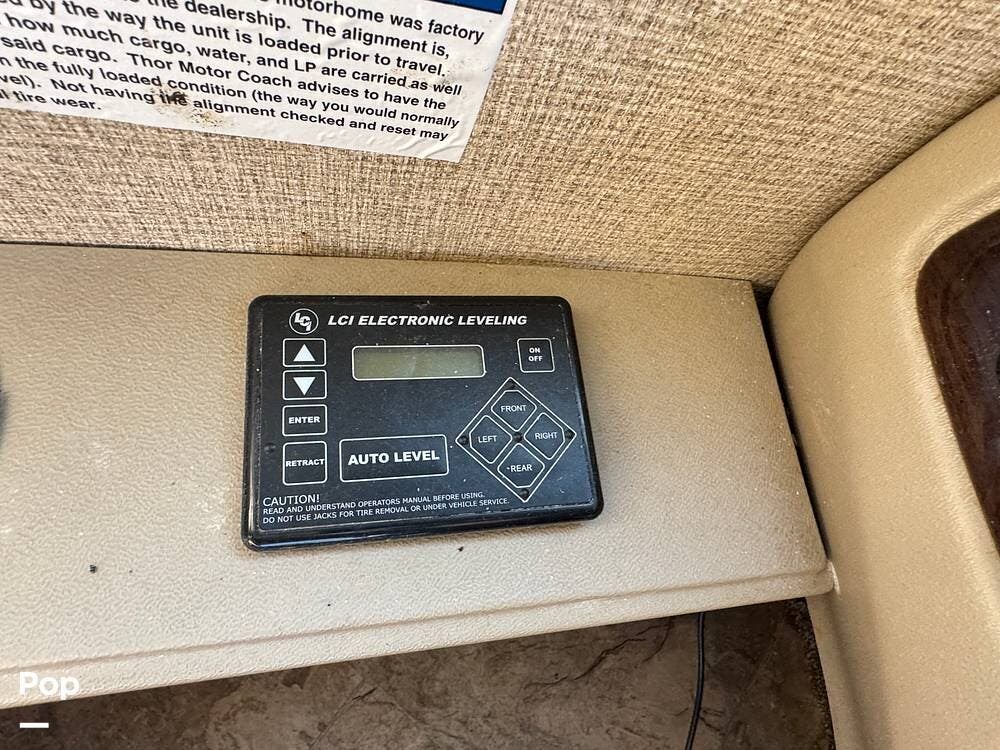 motorhome was factory
the dealership. The alignment is,
by the way the unit is loaded prior to travel.
how much cargo, water, and LP are carried as well
said cargo. Thor Motor Coach advises to have the
the fully loaded condition (the way you would normally
Not having the alignment checked and reset may
tire wear.
LCI
LCI ELECTRONIC LEVELING
ON
OFF
ENTER
RETRACT
AUTO LEVEL
FRONT
LEFT
RIGHT
REAR
CAUTION!
READ AND UNDERSTAND OPERATORS MANUAL BEFORE USING.
DO NOT USE JACKS FOR TIRE REMOVAL OR UNDER VEHICLE SERVICE.
Pop